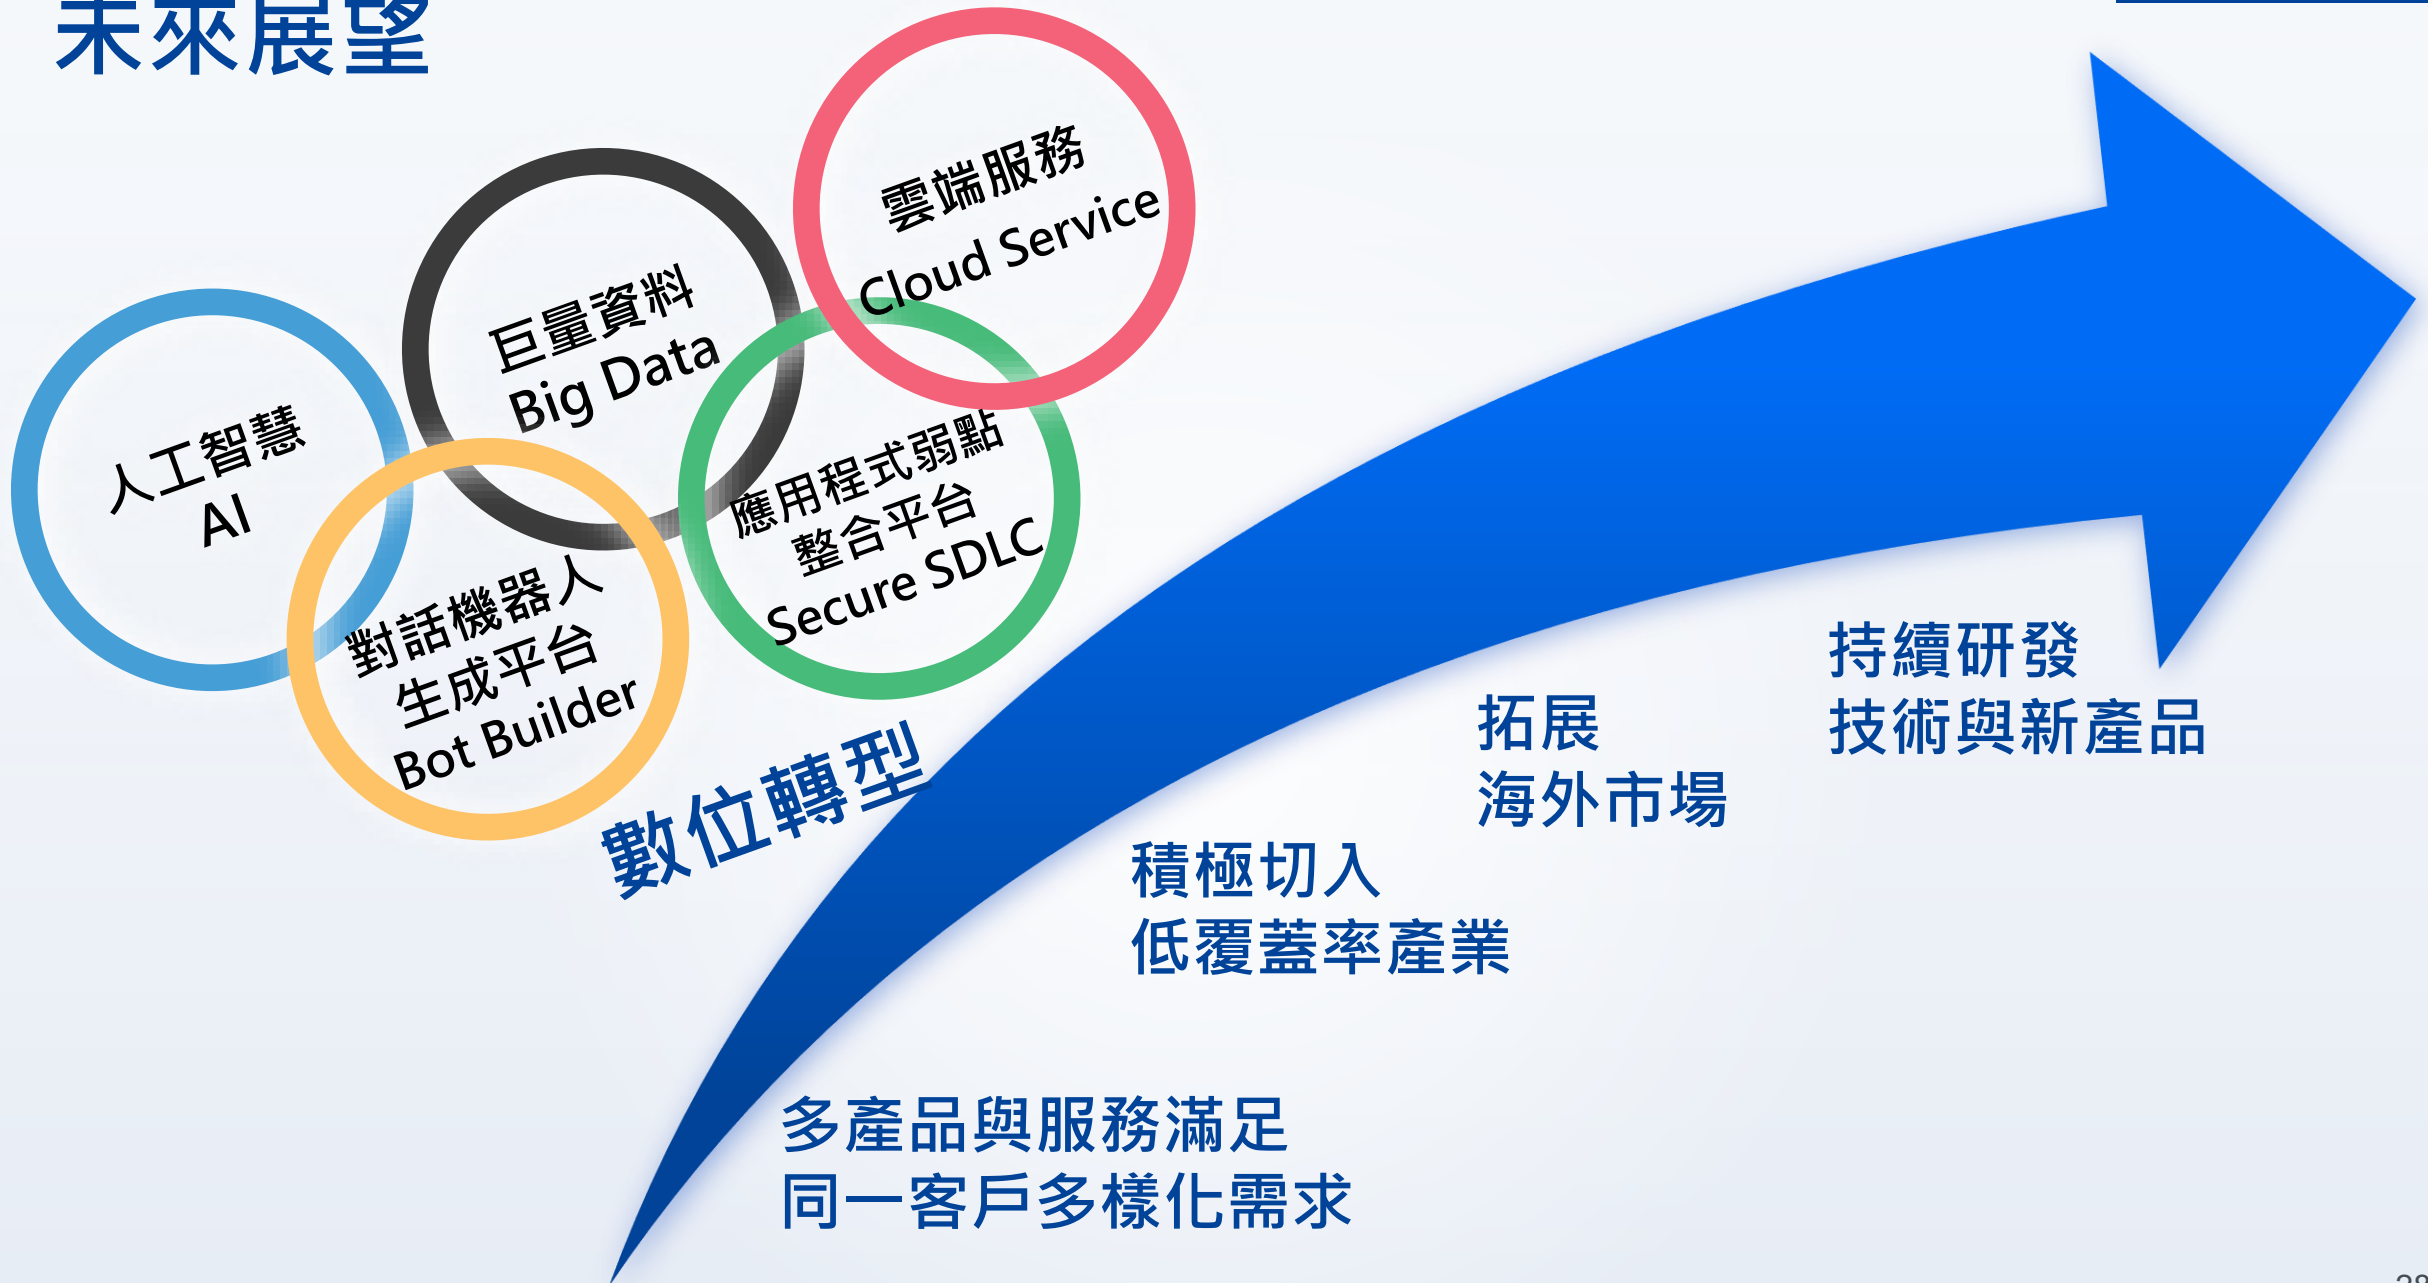 未來展望
雲端服務
Cloud Service
巨量資料
Big Data
人工智慧
AI
應用程式弱點
整合平台
Secure SDLC
對話機器人
生成平台
Bot Builder
數位轉型
持續研發
技術與新產品
拓展
海外市場
積極切入
低覆蓋率產業
多產品與服務滿足
同一客戶多樣化需求